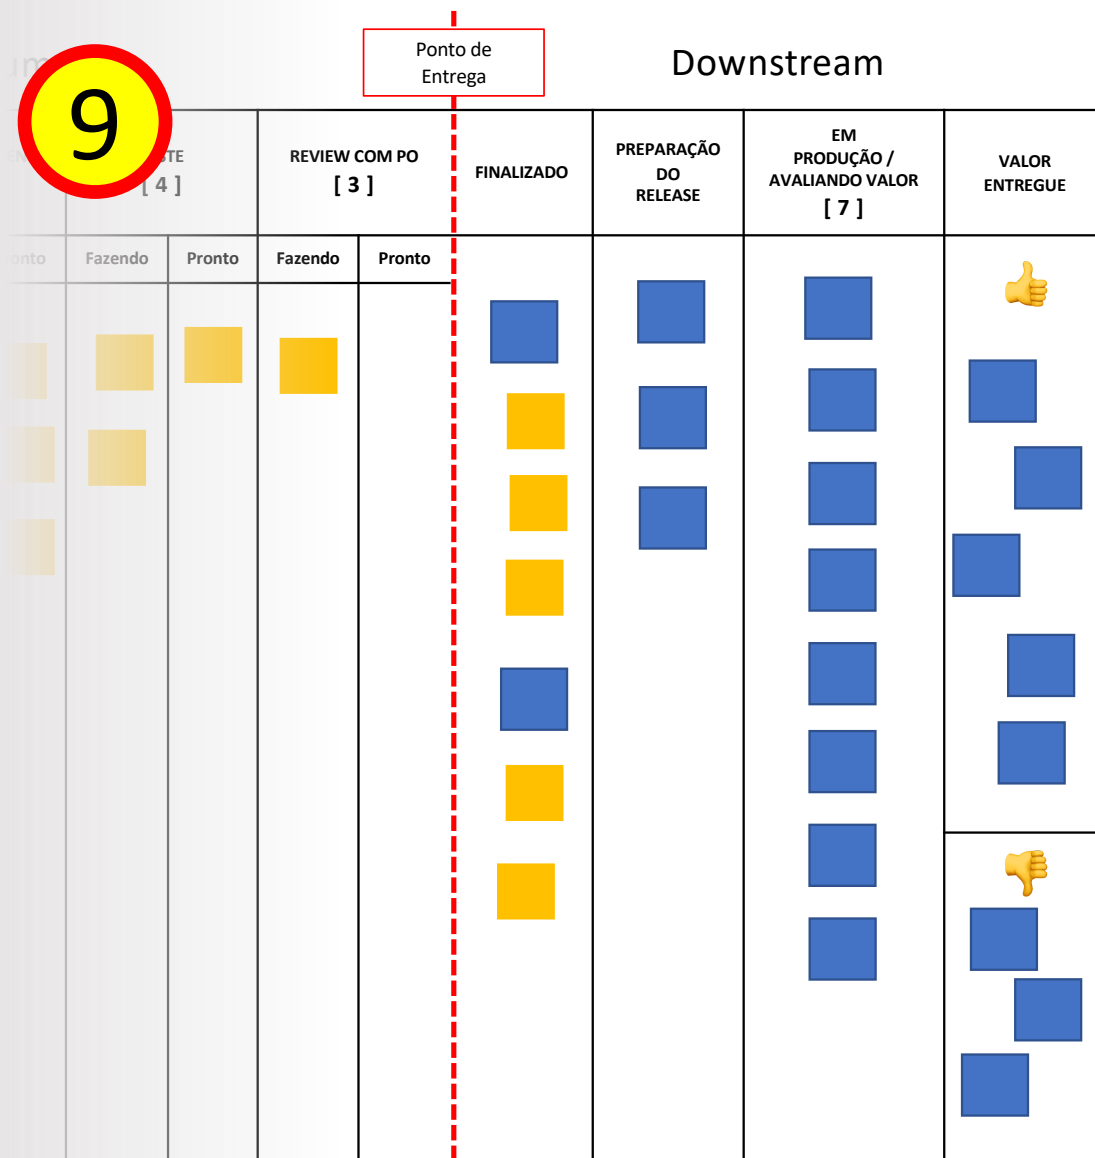 Ponto de
Entrega
Downstream
9
STE
[ 4 ]
REVIEW COM PO
[ 3 ]
FINALIZADO
PREPARAÇÃO
DO
RELEASE
EM
PRODUÇÃO /
AVALIANDO VALOR
[ 7 ]
VALOR
ENTREGUE
Fazendo
Pronto
Fazendo
Pronto